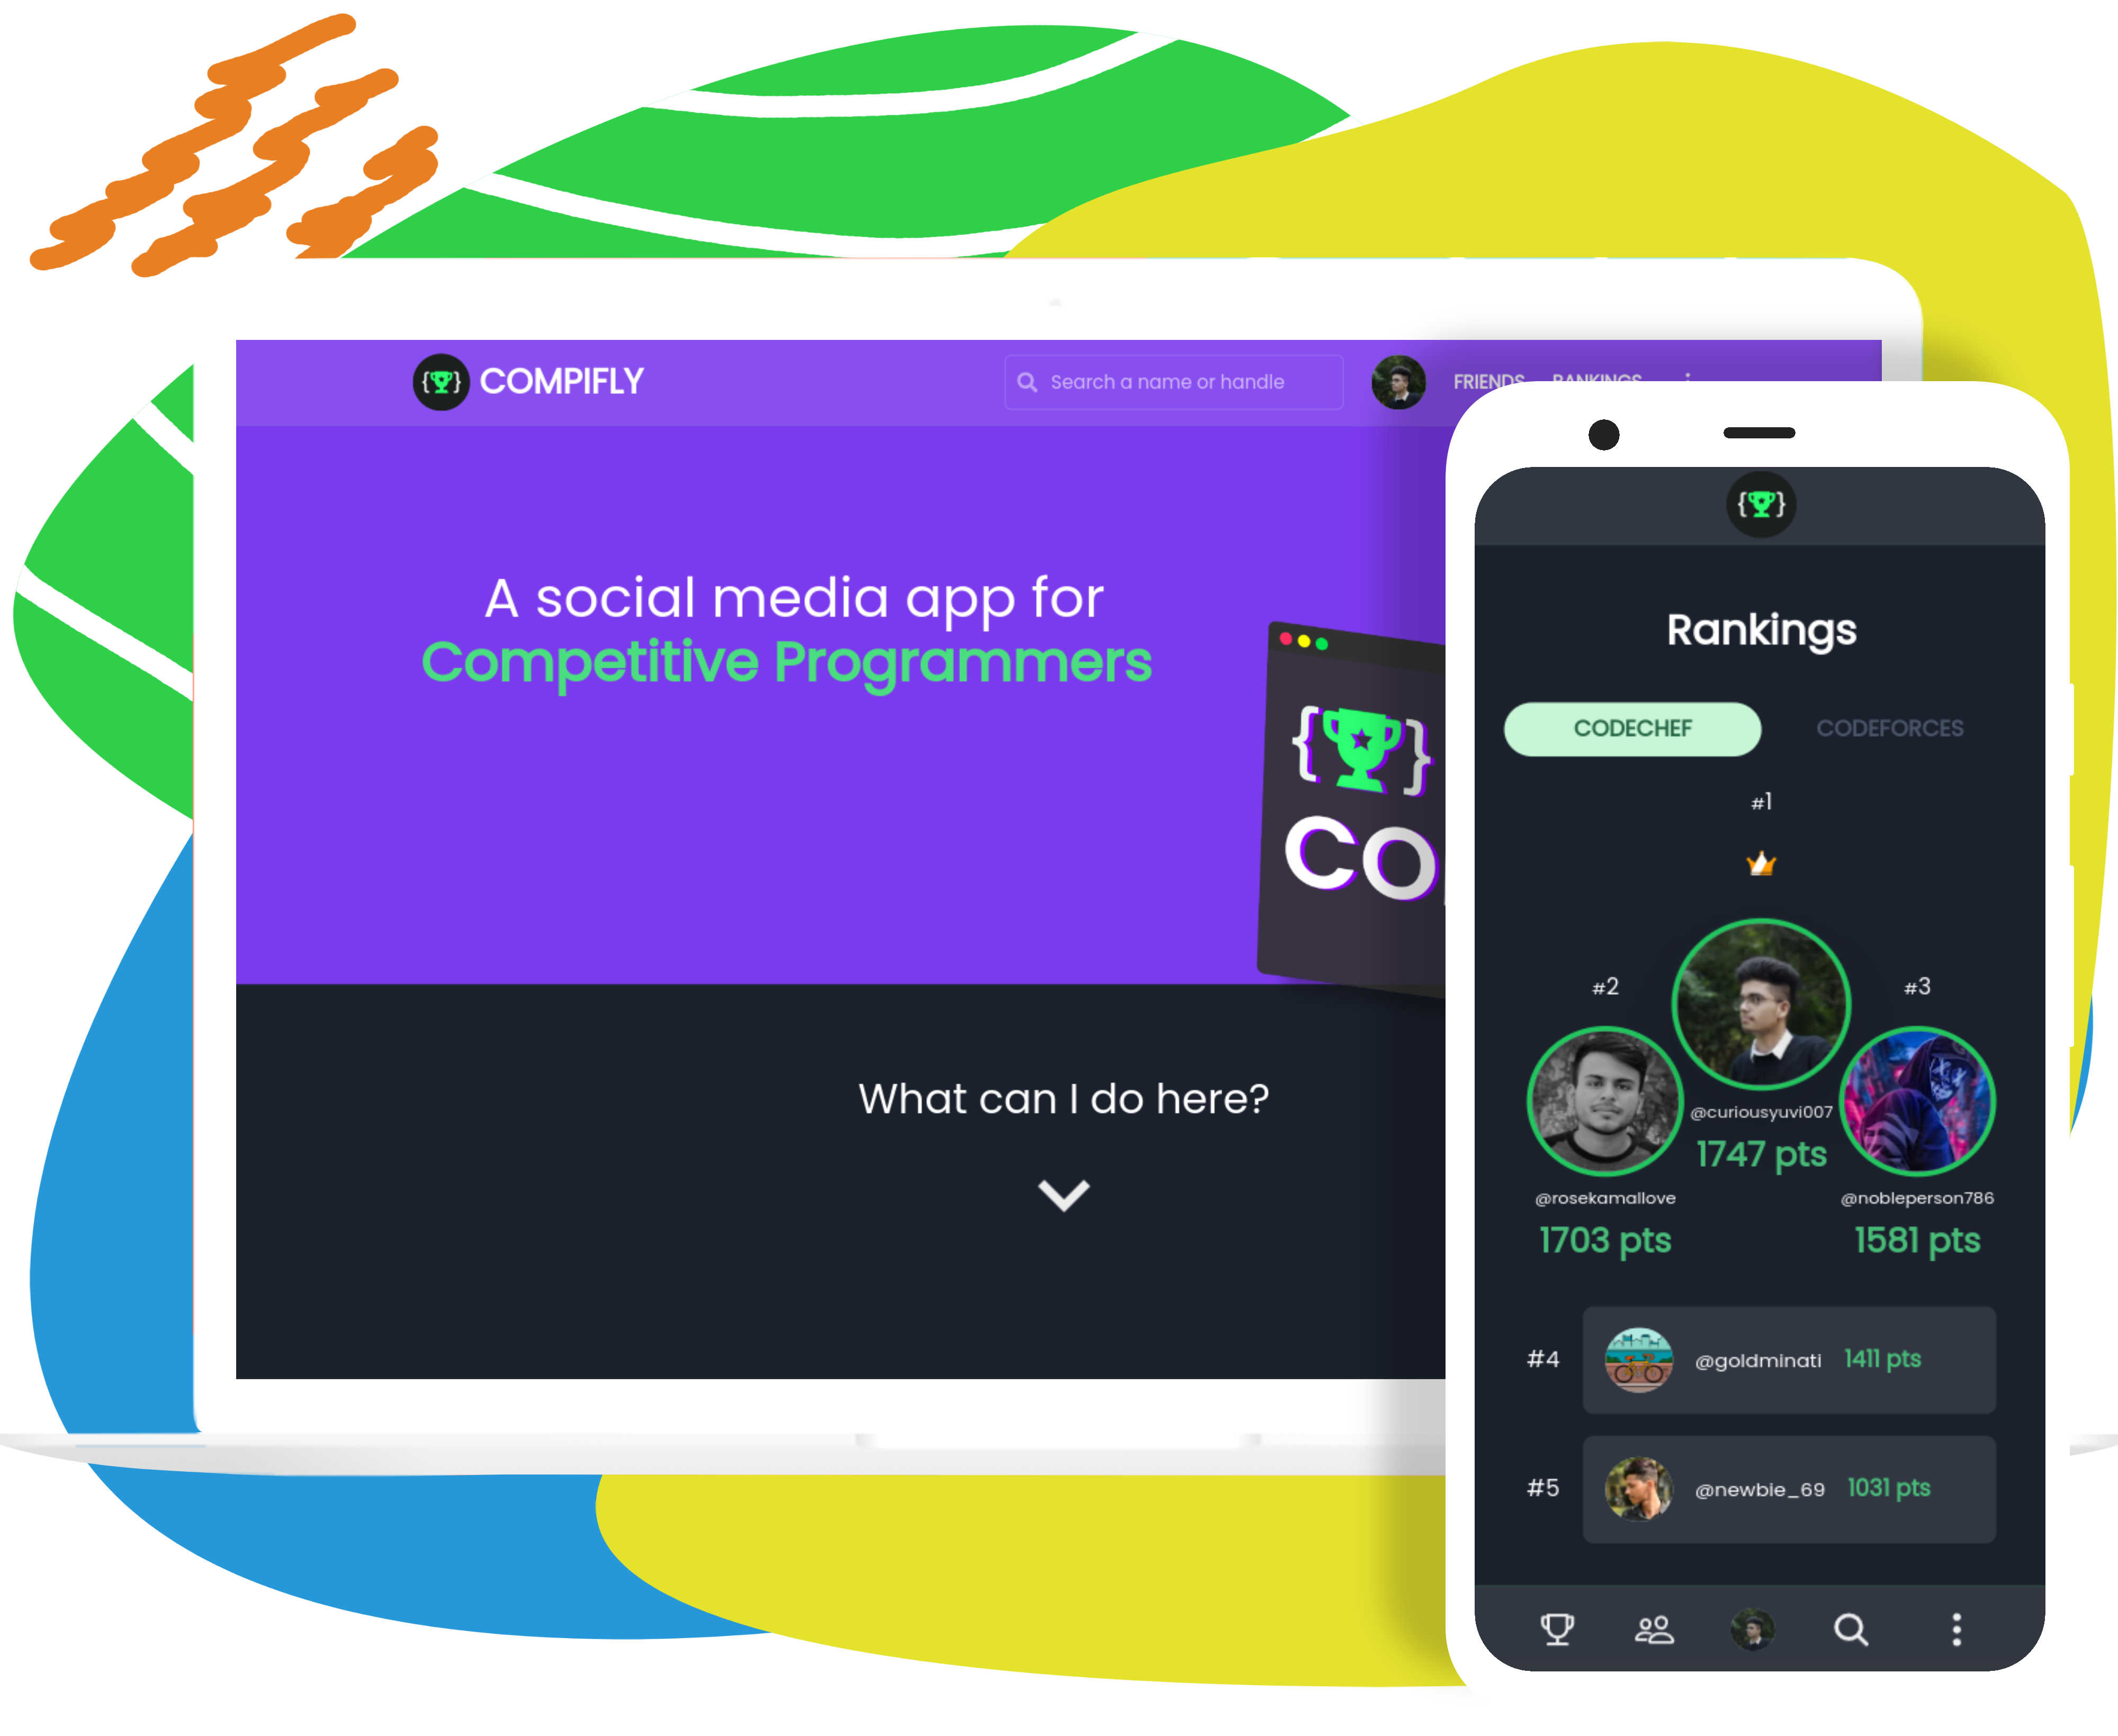 { } COMPIFLY
Search a name or handle
FRIENDS
RANKINGS
A social media app for
Competitive Programmers
{ }
CO
What can I do here?
{ }
Rankings
CODECHEF
CODEFORCES
#1
#2
#3
@curiousyuvi007
1747 pts
@rosekamallove
@nobleperson786
1703 pts
1581 pts
#4 @goldminati 1411 pts
#5 @newbie_69 1031 pts